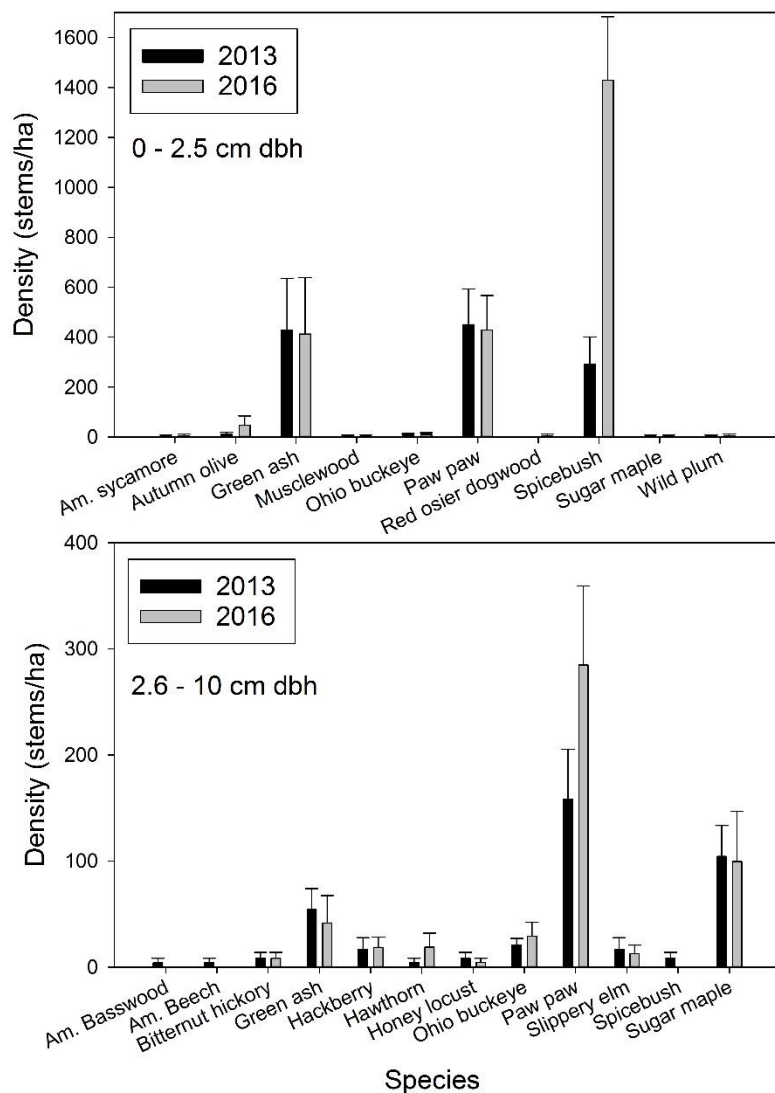 Density (stems/ha)
1600
1400
1200
1000
800
600
400
200
0
2013
2016
0 - 2.5 cm dbh
Am. sycamore
Autumn olive
Green ash
Musclewood
Ohio buckeye
Paw paw
Red osier dogwood
Spicebush
Sugar maple
Wild plum
Density (stems/ha)
400
300
200
100
0
2013
2016
2.6 - 10 cm dbh
Am. Basswood
Am. Beech
Bitternut hickory
Green ash
Hackberry
Hawthorn
Honey locust
Ohio buckeye
Paw paw
Slippery elm
Spicebush
Sugar maple
Species